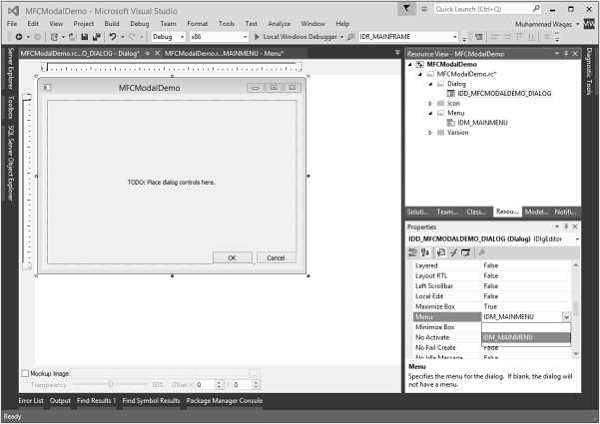 MFCModalDemo - Microsoft Visual Studio
Quick Launch (Ctrl+Q)
File Edit View Project Build Debug Team Format Tools Test Analyze Window Help
Muhammad Waqas
MW
Debug x86 Local Windows Debugger IDR_MAINFRAME
Server Explorer
Toolbox
SQL Server Object Explorer
MFCModalDemo.rc...O_DIALOG - Dialog*
MFCModalDemo.r...MAINMENU - Menu*
MFCModalDemo
TODO: Place dialog controls here.
OK
Cancel
Mockup Image:
Transparency:
50%
Offset X:
0
Y:
0
Resource View - MFCModalDemo
MFCModalDemo
MFCModalDemo.rc*
Dialog
IDD_MFCMODALDEMO_DIALOG
Icon
Menu
IDM_MAINMENU
Version
Soluti... Team... Class... Resou... Model... Notifi...
Properties
IDD_MFCMODALDEMO_DIALOG (Dialog) IDlgEditor
Layered False
Layout RTL False
Left Scrollbar False
Local Edit False
Maximize Box True
Menu IDM_MAINMENU
Minimize Box
No Activate IDM_MAINMENU
No Fail Create False
No Idle Message False
Menu
Specifies the menu for the dialog. If blank, the dialog will
not have a menu.
Diagnostic Tools
Error List Output Find Results 1 Find Symbol Results Package Manager Console
Ready